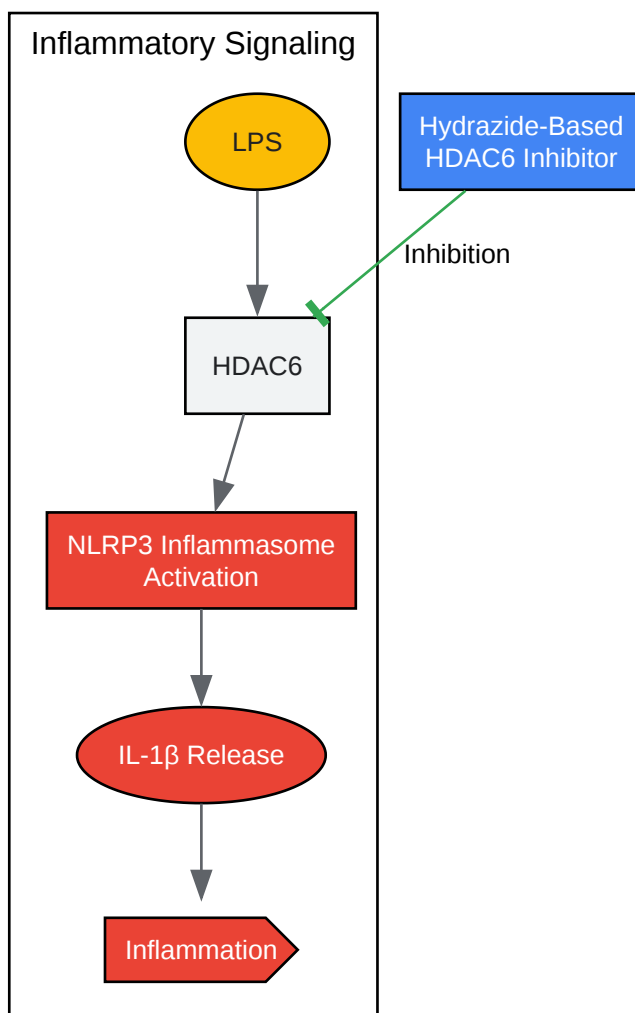 Inflammatory Signaling
LPS
Hydrazide-Based
HDAC6 Inhibitor
Inhibition
HDAC6
NLRP3 Inflammasome
Activation
IL-1β Release
Inflammation